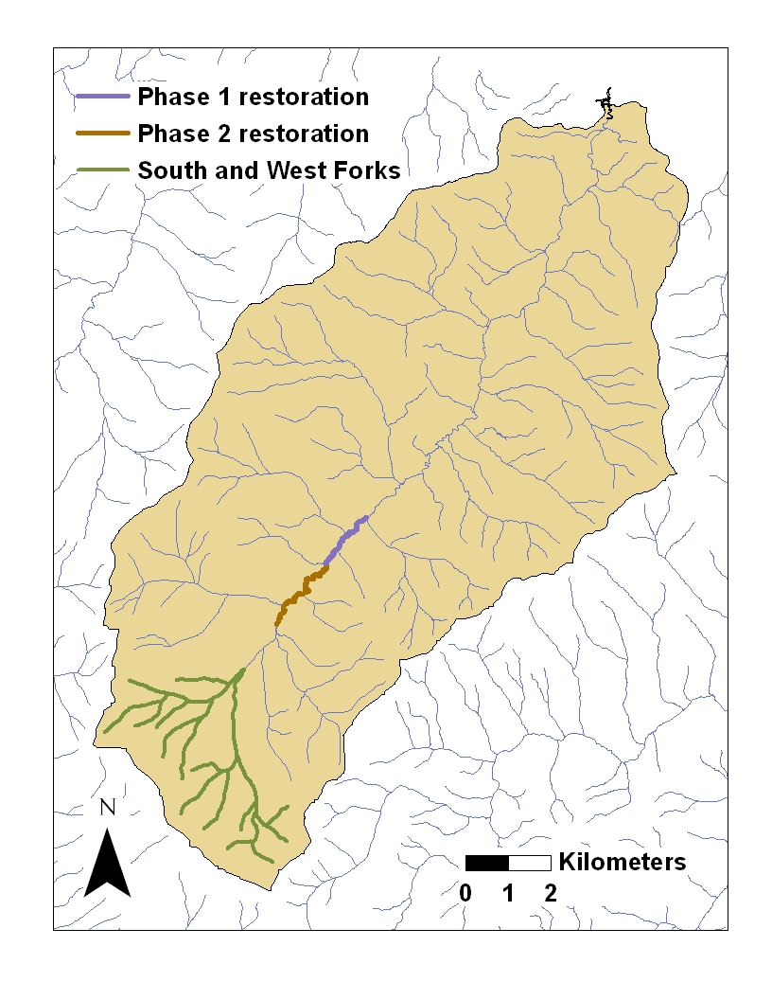 Phase 1 restoration
Phase 2 restoration
South and West Forks
N
Kilometers
0 1 2